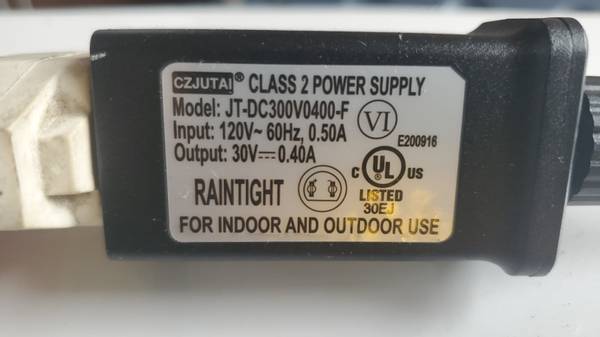 CZJUTAI® CLASS 2 POWER SUPPLY
Model: JT-DC300V0400-F
Input: 120V~ 60Hz, 0.50A
Output: 30V⎓0.40A
VI
E200916
C UL US
LISTED
30EJ
RAINTIGHT
FOR INDOOR AND OUTDOOR USE